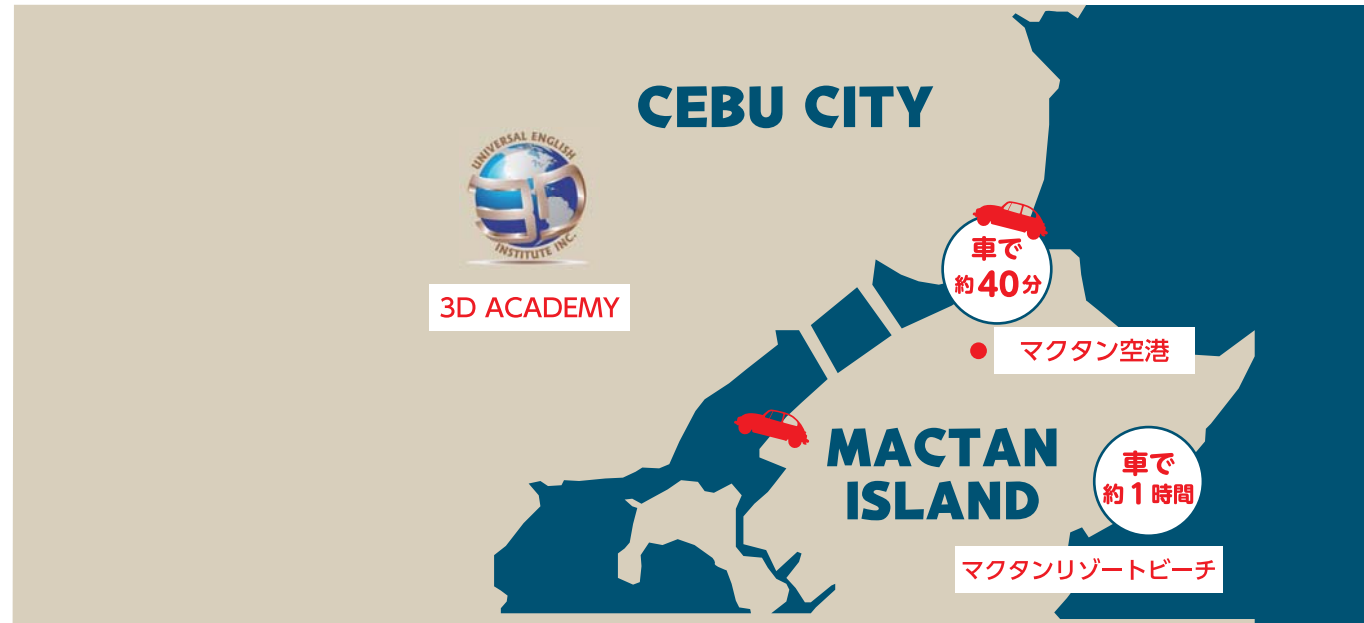 CEBU CITY
UNIVERSAL ENGLISH
3D
INSTITUTE INC.
3D ACADEMY
車で
約40分
マクタン空港
MACTAN
ISLAND
車で
約1時間
マクタンリゾートビーチ